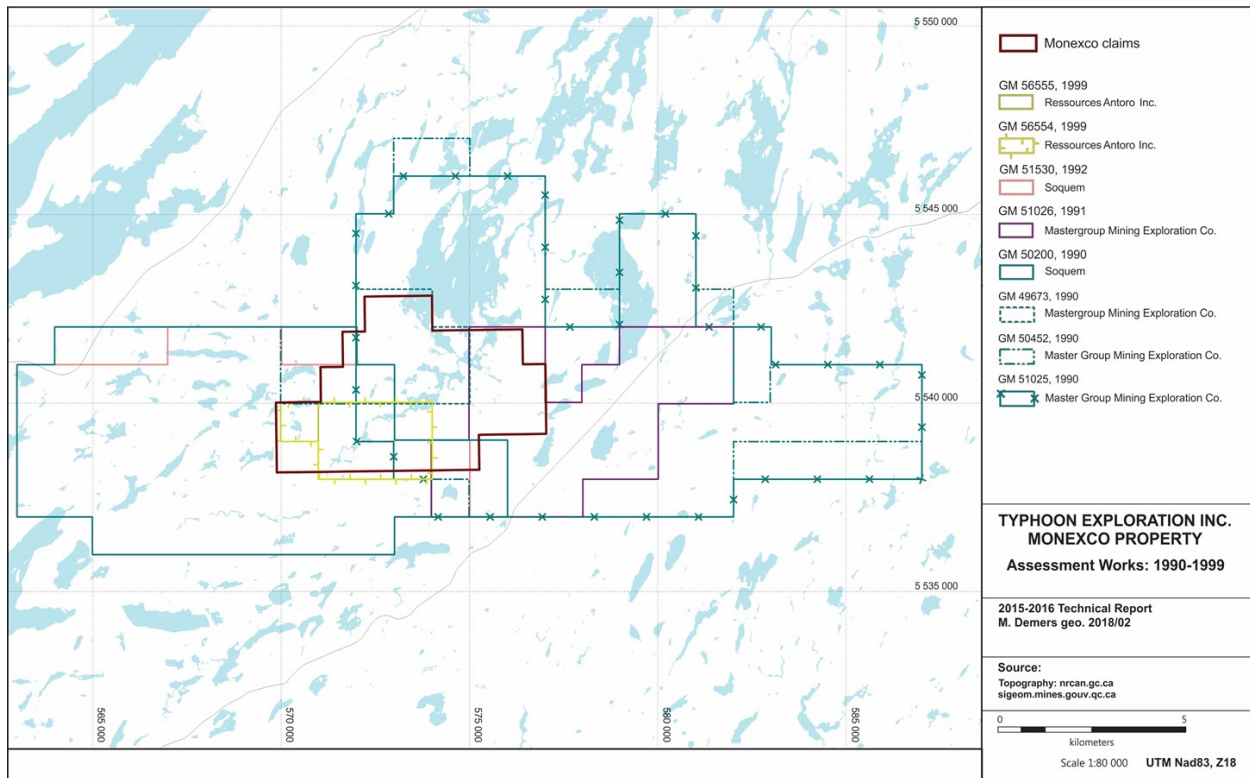 5 550 000
5 545 000
5 540 000
5 535 000
565 000
570 000
575 000
580 000
585 000
Monexco claims
GM 56555, 1999
Ressources Antoro Inc.
GM 56554, 1999
Ressources Antoro Inc.
GM 51530, 1992
Soquem
GM 51026, 1991
Mastergroup Mining Exploration Co.
GM 50200, 1990
Soquem
GM 49673, 1990
Mastergroup Mining Exploration Co.
GM 50452, 1990
Master Group Mining Exploration Co.
GM 51025, 1990
Master Group Mining Exploration Co.
TYPHOON EXPLORATION INC.
MONEXCO PROPERTY
Assessment Works: 1990-1999
2015-2016 Technical Report
M. Demers geo. 2018/02
Source:
Topography: nrcan.gc.ca
sigeom.mines.gouv.qc.ca
0 5
kilometers
Scale 1:80 000 UTM Nad83, Z18